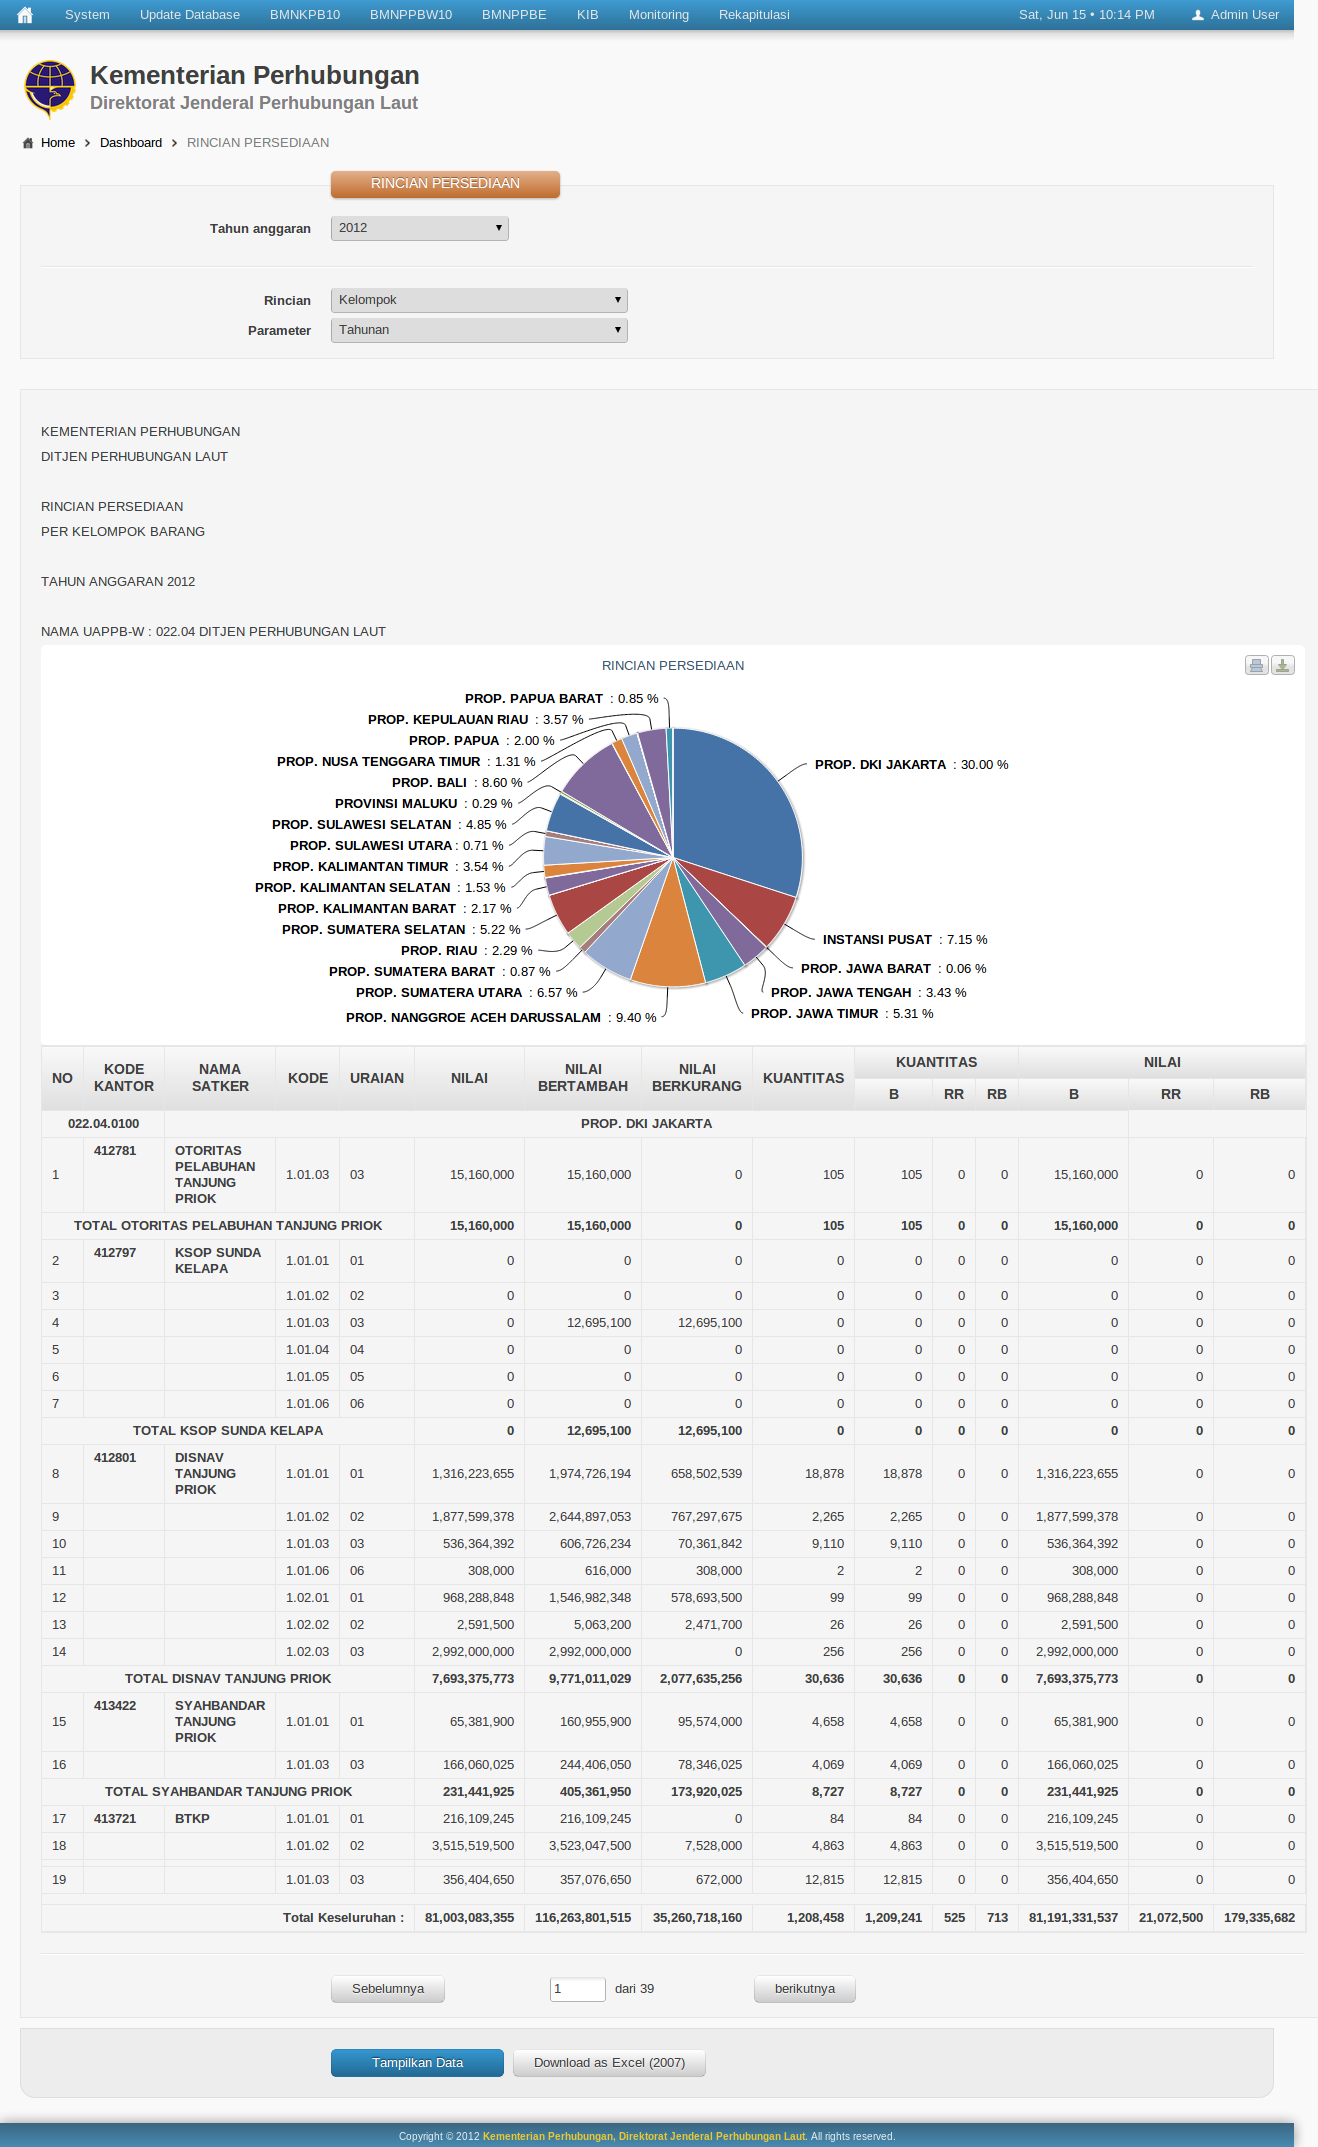 System Update Database BMNKPB10 BMNPPBW10 BMNPPBE KIB Monitoring Rekapitulasi Sat, Jun 15 • 10:14 PM Admin User
Kementerian Perhubungan
Direktorat Jenderal Perhubungan Laut
Home Dashboard RINCIAN PERSEDIAAN
RINCIAN PERSEDIAAN
Tahun anggaran 2012
Rincian Kelompok
Parameter Tahunan
KEMENTERIAN PERHUBUNGAN
DITJEN PERHUBUNGAN LAUT
RINCIAN PERSEDIAAN
PER KELOMPOK BARANG
TAHUN ANGGARAN 2012
NAMA UAPPB-W : 022.04 DITJEN PERHUBUNGAN LAUT
RINCIAN PERSEDIAAN
PROP. PAPUA BARAT : 0.85 %
PROP. KEPULAUAN RIAU : 3.57 %
PROP. PAPUA : 2.00 %
PROP. NUSA TENGGARA TIMUR : 1.31 %
PROP. BALI : 8.60 %
PROVINSI MALUKU : 0.29 %
PROP. SULAWESI SELATAN : 4.85 %
PROP. SULAWESI UTARA : 0.71 %
PROP. KALIMANTAN TIMUR : 3.54 %
PROP. KALIMANTAN SELATAN : 1.53 %
PROP. KALIMANTAN BARAT : 2.17 %
PROP. SUMATERA SELATAN : 5.22 %
PROP. RIAU : 2.29 %
PROP. SUMATERA BARAT : 0.87 %
PROP. SUMATERA UTARA : 6.57 %
PROP. NANGGROE ACEH DARUSSALAM : 9.40 %
PROP. DKI JAKARTA : 30.00 %
INSTANSI PUSAT : 7.15 %
PROP. JAWA BARAT : 0.06 %
PROP. JAWA TENGAH : 3.43 %
PROP. JAWA TIMUR : 5.31 %
NO KODE KANTOR NAMA SATKER KODE URAIAN NILAI NILAI BERTAMBAH NILAI BERKURANG KUANTITAS KUANTITAS NILAI
B RR RB B RR RB
022.04.0100 PROP. DKI JAKARTA
1 412781 OTORITAS PELABUHAN TANJUNG PRIOK 1.01.03 03 15,160,000 15,160,000 0 105 105 0 0 15,160,000 0 0
TOTAL OTORITAS PELABUHAN TANJUNG PRIOK 15,160,000 15,160,000 0 105 105 0 0 15,160,000 0 0
2 412797 KSOP SUNDA KELAPA 1.01.01 01 0 0 0 0 0 0 0 0 0 0
3 1.01.02 02 0 0 0 0 0 0 0 0 0 0
4 1.01.03 03 0 12,695,100 12,695,100 0 0 0 0 0 0 0
5 1.01.04 04 0 0 0 0 0 0 0 0 0 0
6 1.01.05 05 0 0 0 0 0 0 0 0 0 0
7 1.01.06 06 0 0 0 0 0 0 0 0 0 0
TOTAL KSOP SUNDA KELAPA 0 12,695,100 12,695,100 0 0 0 0 0 0 0
8 412801 DISNAV TANJUNG PRIOK 1.01.01 01 1,316,223,655 1,974,726,194 658,502,539 18,878 18,878 0 0 1,316,223,655 0 0
9 1.01.02 02 1,877,599,378 2,644,897,053 767,297,675 2,265 2,265 0 0 1,877,599,378 0 0
10 1.01.03 03 536,364,392 606,726,234 70,361,842 9,110 9,110 0 0 536,364,392 0 0
11 1.01.06 06 308,000 616,000 308,000 2 2 0 0 308,000 0 0
12 1.02.01 01 968,288,848 1,546,982,348 578,693,500 99 99 0 0 968,288,848 0 0
13 1.02.02 02 2,591,500 5,063,200 2,471,700 26 26 0 0 2,591,500 0 0
14 1.02.03 03 2,992,000,000 2,992,000,000 0 256 256 0 0 2,992,000,000 0 0
TOTAL DISNAV TANJUNG PRIOK 7,693,375,773 9,771,011,029 2,077,635,256 30,636 30,636 0 0 7,693,375,773 0 0
15 413422 SYAHBANDAR TANJUNG PRIOK 1.01.01 01 65,381,900 160,955,900 95,574,000 4,658 4,658 0 0 65,381,900 0 0
16 1.01.03 03 166,060,025 244,406,050 78,346,025 4,069 4,069 0 0 166,060,025 0 0
TOTAL SYAHBANDAR TANJUNG PRIOK 231,441,925 405,361,950 173,920,025 8,727 8,727 0 0 231,441,925 0 0
17 413721 BTKP 1.01.01 01 216,109,245 216,109,245 0 84 84 0 0 216,109,245 0 0
18 1.01.02 02 3,515,519,500 3,523,047,500 7,528,000 4,863 4,863 0 0 3,515,519,500 0 0
19 1.01.03 03 356,404,650 357,076,650 672,000 12,815 12,815 0 0 356,404,650 0 0
Total Keseluruhan : 81,003,083,355 116,263,801,515 35,260,718,160 1,208,458 1,209,241 525 713 81,191,331,537 21,072,500 179,335,682
Sebelumnya 1 dari 39 berikutnya
Tampilkan Data Download as Excel (2007)
Copyright © 2012 Kementerian Perhubungan, Direktorat Jenderal Perhubungan Laut. All rights reserved.